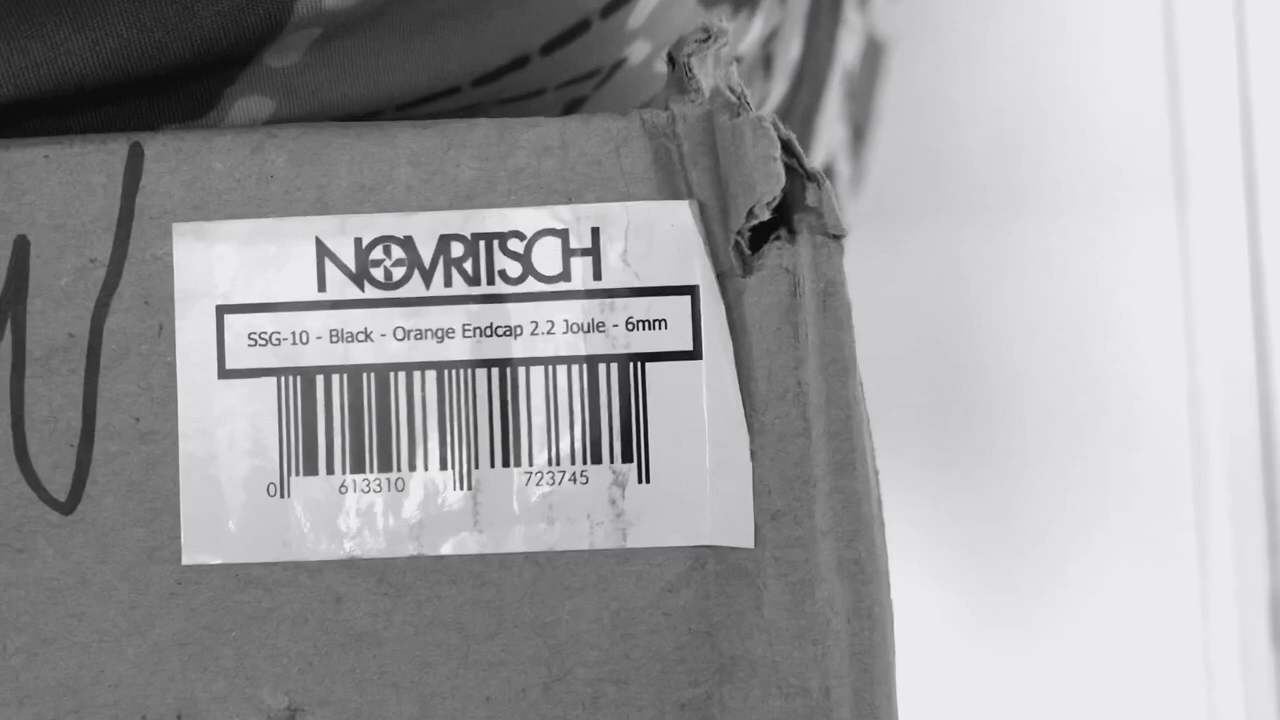 NOVRITSCH
SSG-10 - Black - Orange Endcap 2.2 Joule - 6mm
0 613310 723745